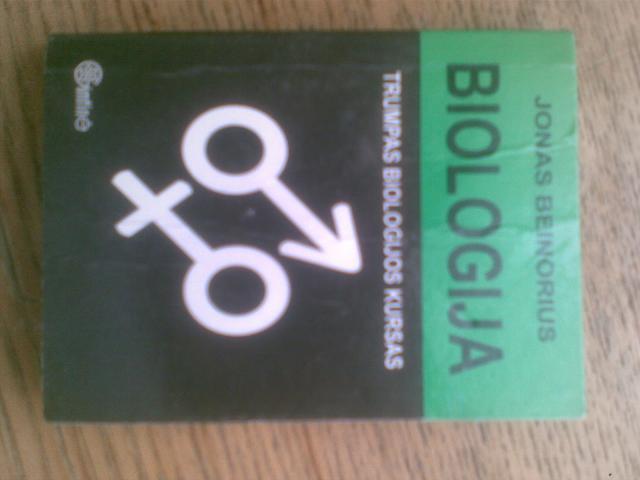 JONAS BEINORIUS
BIOLOGIJA
TRUMPAS BIOLOGIJOS KURSAS